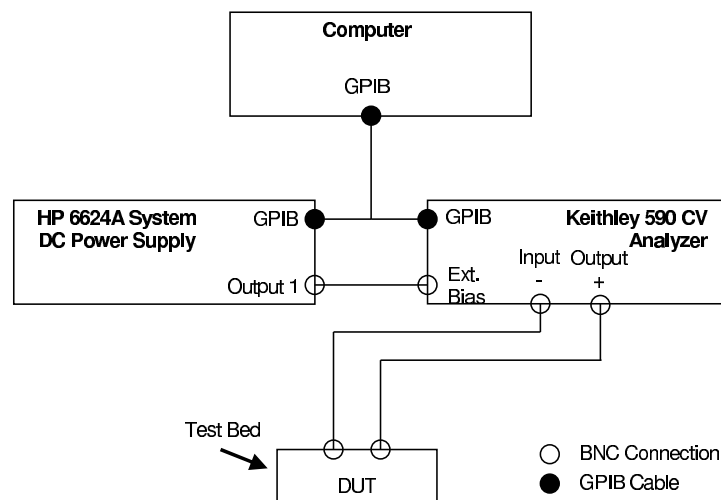 Computer
GPIB
HP 6624A System
DC Power Supply
GPIB
Output 1
GPIB
Keithley 590 CV
Analyzer
Ext.
Bias
Input
-
Output
+
Test Bed
DUT
BNC Connection
GPIB Cable